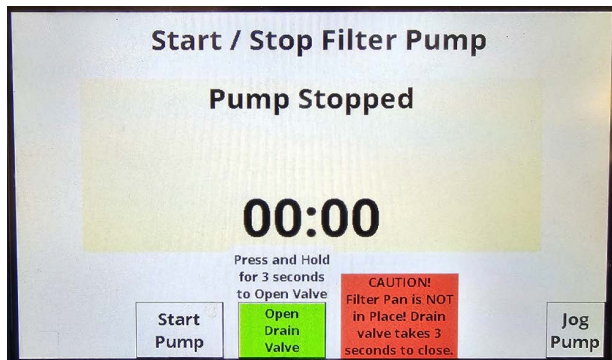 Start / Stop Filter Pump
Pump Stopped
00:00
Press and Hold
for 3 seconds
to Open Valve
Start
Pump
Open
Drain
Valve
CAUTION!
Filter Pan is NOT
in Place! Drain
valve takes 3
seconds to close.
Jog
Pump